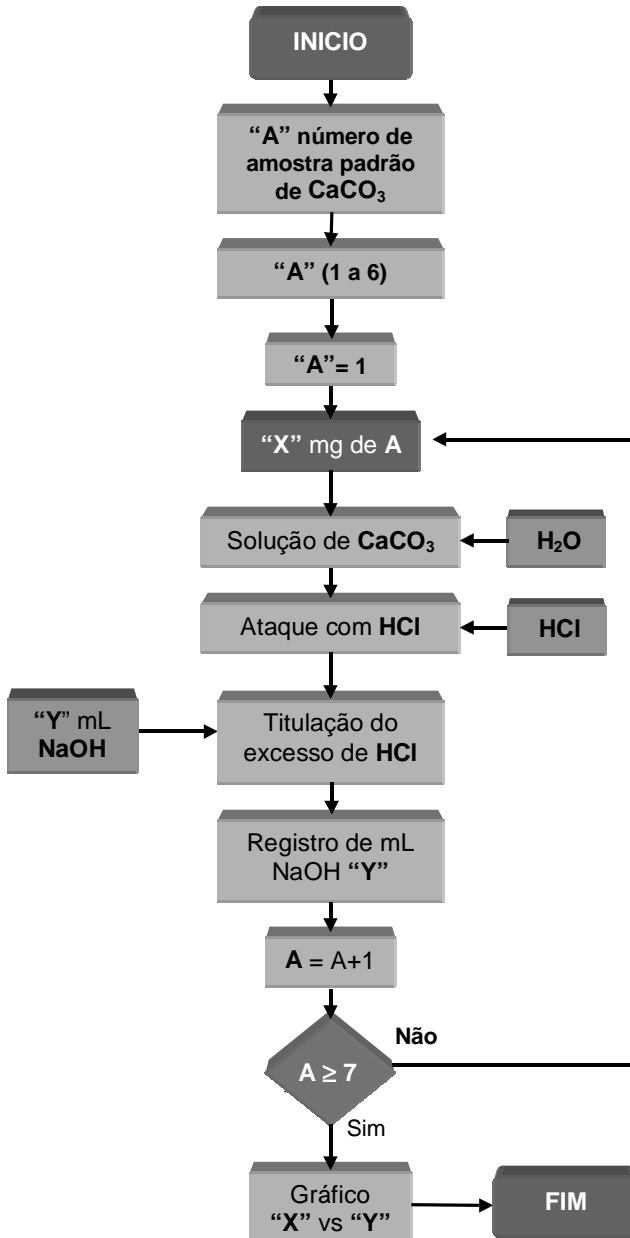 INICIO
“A” número de
amostra padrão
de CaCO₃
“A” (1 a 6)
“A”= 1
“X” mg de A
Solução de CaCO₃
H₂O
Ataque com HCl
HCl
“Y” mL
NaOH
Titulação do
excesso de HCl
Registro de mL
NaOH “Y”
A = A+1
Não
A ≥ 7
Sim
Gráfico
“X” vs “Y”
FIM